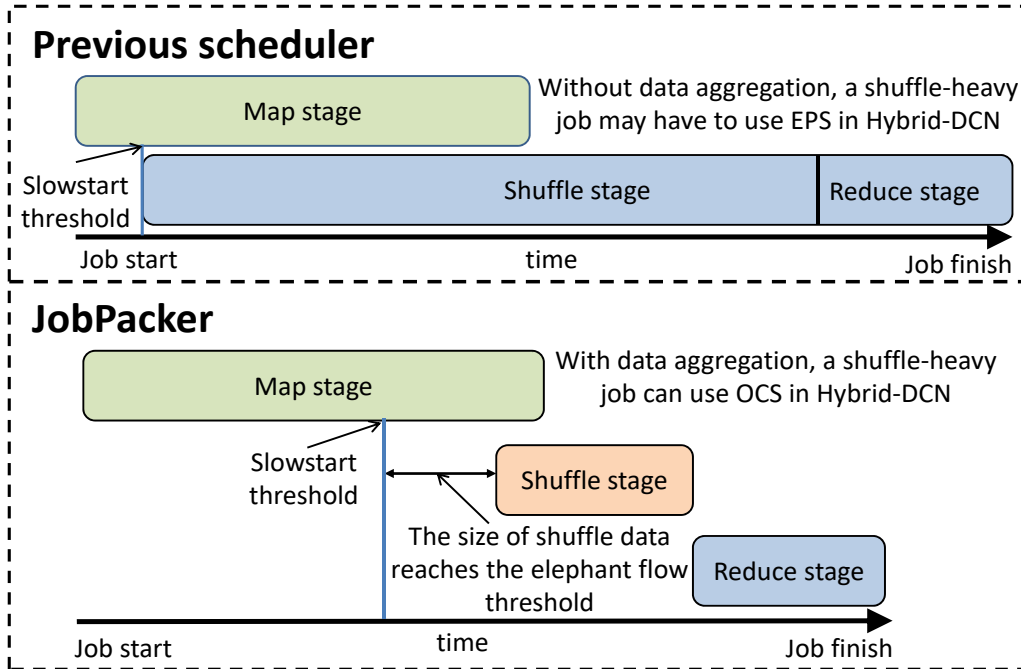 Previous scheduler
Map stage
Without data aggregation, a shuffle-heavy
job may have to use EPS in Hybrid-DCN
Slowstart
threshold
Shuffle stage
Reduce stage
Job start
time
Job finish
JobPacker
Map stage
With data aggregation, a shuffle-heavy
job can use OCS in Hybrid-DCN
Slowstart
threshold
Shuffle stage
The size of shuffle data
reaches the elephant flow
threshold
Reduce stage
Job start
time
Job finish